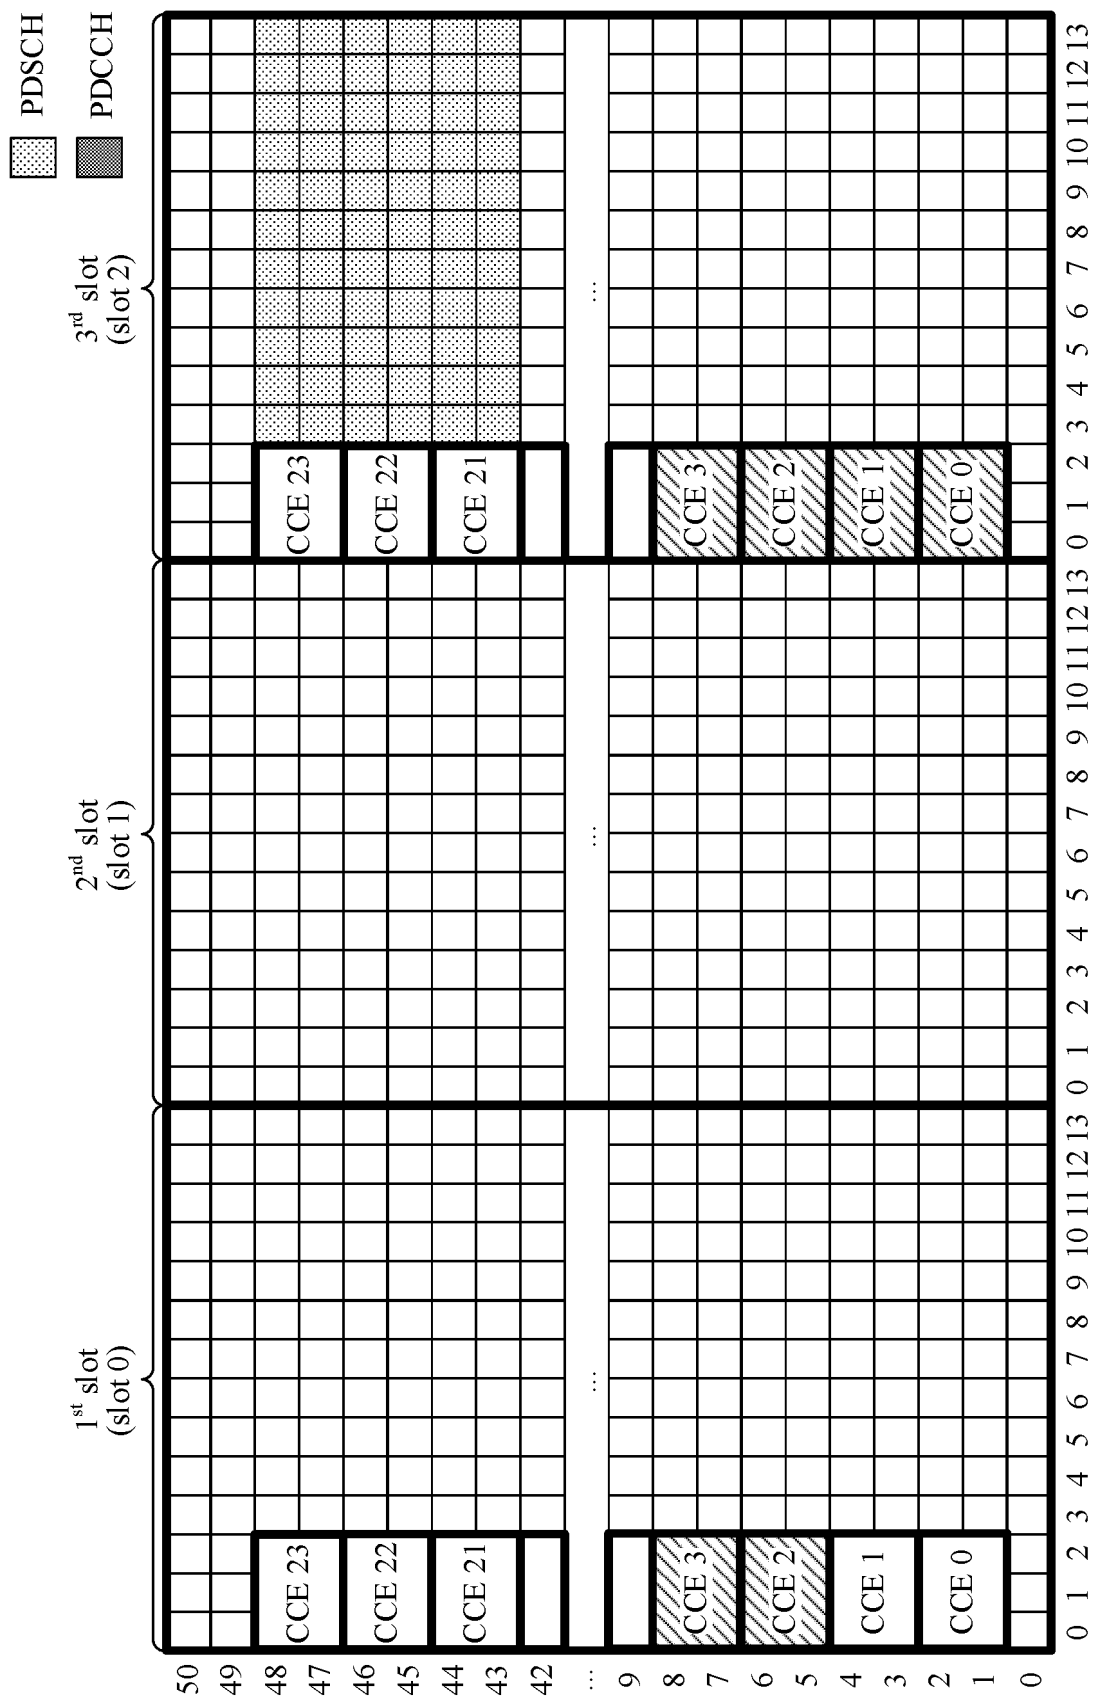 PDSCH
PDCCH
1st slot
(slot 0)
2nd slot
(slot 1)
3rd slot
(slot 2)
50
49
48 CCE 23 CCE 23
47
46 CCE 22 CCE 22
45
44 CCE 21 CCE 21
43
42
... ... ... ...
9
8 CCE 3 CCE 3
7
6 CCE 2 CCE 2
5
4 CCE 1 CCE 1
3
2 CCE 0 CCE 0
1
0
0 1 2 3 4 5 6 7 8 9 10 11 12 13 0 1 2 3 4 5 6 7 8 9 10 11 12 13 0 1 2 3 4 5 6 7 8 9 10 11 12 13